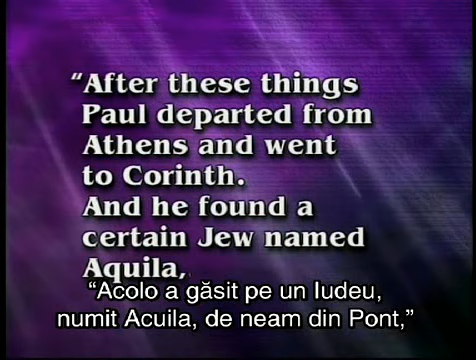 “After these things
Paul departed from
Athens and went
to Corinth.
And he found a
certain Jew named
Aquila,
“Acolo a găsit pe un Iudeu,
numit Acuila, de neam din Pont,”